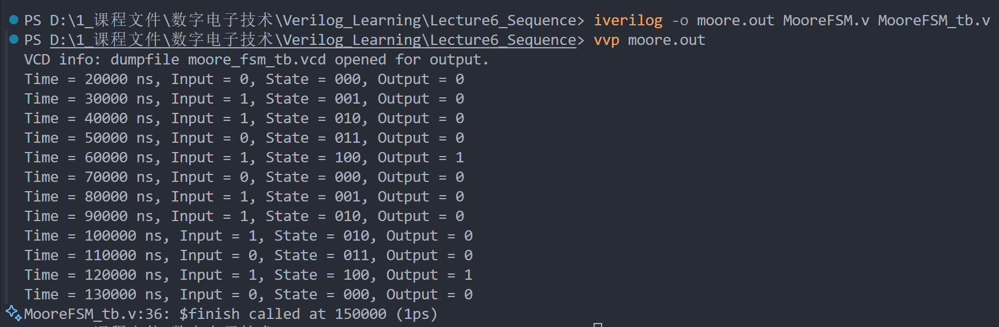 PS D:\1_课程文件\数字电子技术\Verilog_Learning\Lecture6_Sequence> iverilog -o moore.out MooreFSM.v MooreFSM_tb.v
PS D:\1_课程文件\数字电子技术\Verilog_Learning\Lecture6_Sequence> vvp moore.out
VCD info: dumpfile moore_fsm_tb.vcd opened for output.
Time = 20000 ns, Input = 0, State = 000, Output = 0
Time = 30000 ns, Input = 1, State = 001, Output = 0
Time = 40000 ns, Input = 1, State = 010, Output = 0
Time = 50000 ns, Input = 0, State = 011, Output = 0
Time = 60000 ns, Input = 1, State = 100, Output = 1
Time = 70000 ns, Input = 0, State = 000, Output = 0
Time = 80000 ns, Input = 1, State = 001, Output = 0
Time = 90000 ns, Input = 1, State = 010, Output = 0
Time = 100000 ns, Input = 1, State = 010, Output = 0
Time = 110000 ns, Input = 0, State = 011, Output = 0
Time = 120000 ns, Input = 1, State = 100, Output = 1
Time = 130000 ns, Input = 0, State = 000, Output = 0
MooreFSM_tb.v:36: $finish called at 150000 (1ps)